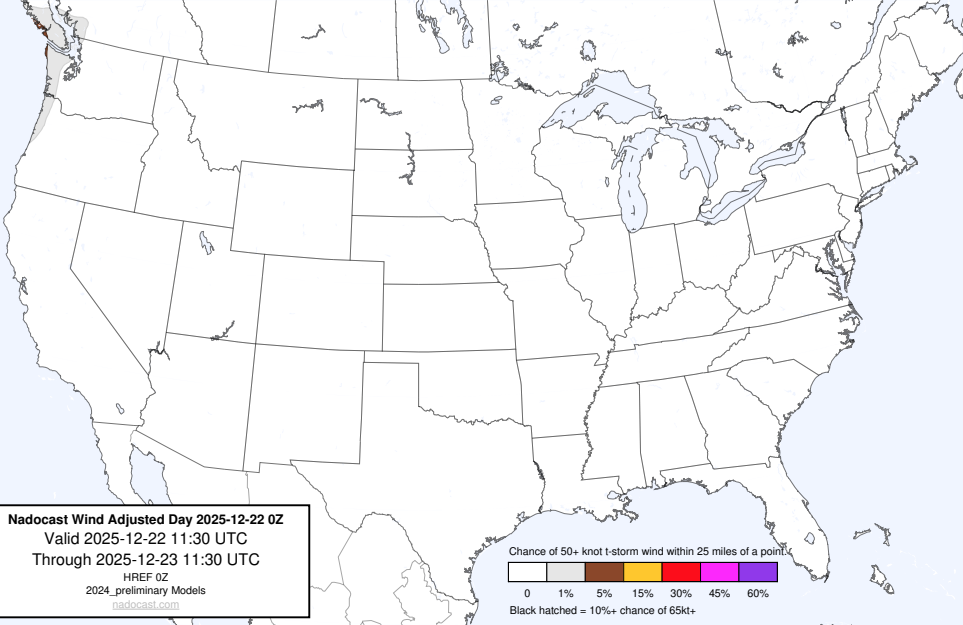 Nadocast Wind Adjusted Day 2025-12-22 0Z
Valid 2025-12-22 11:30 UTC
Through 2025-12-23 11:30 UTC
HREF 0Z
2024_preliminary Models
nadocast.com
Chance of 50+ knot t-storm wind within 25 miles of a point.
0 1% 5% 15% 30% 45% 60%
Black hatched = 10%+ chance of 65kt+